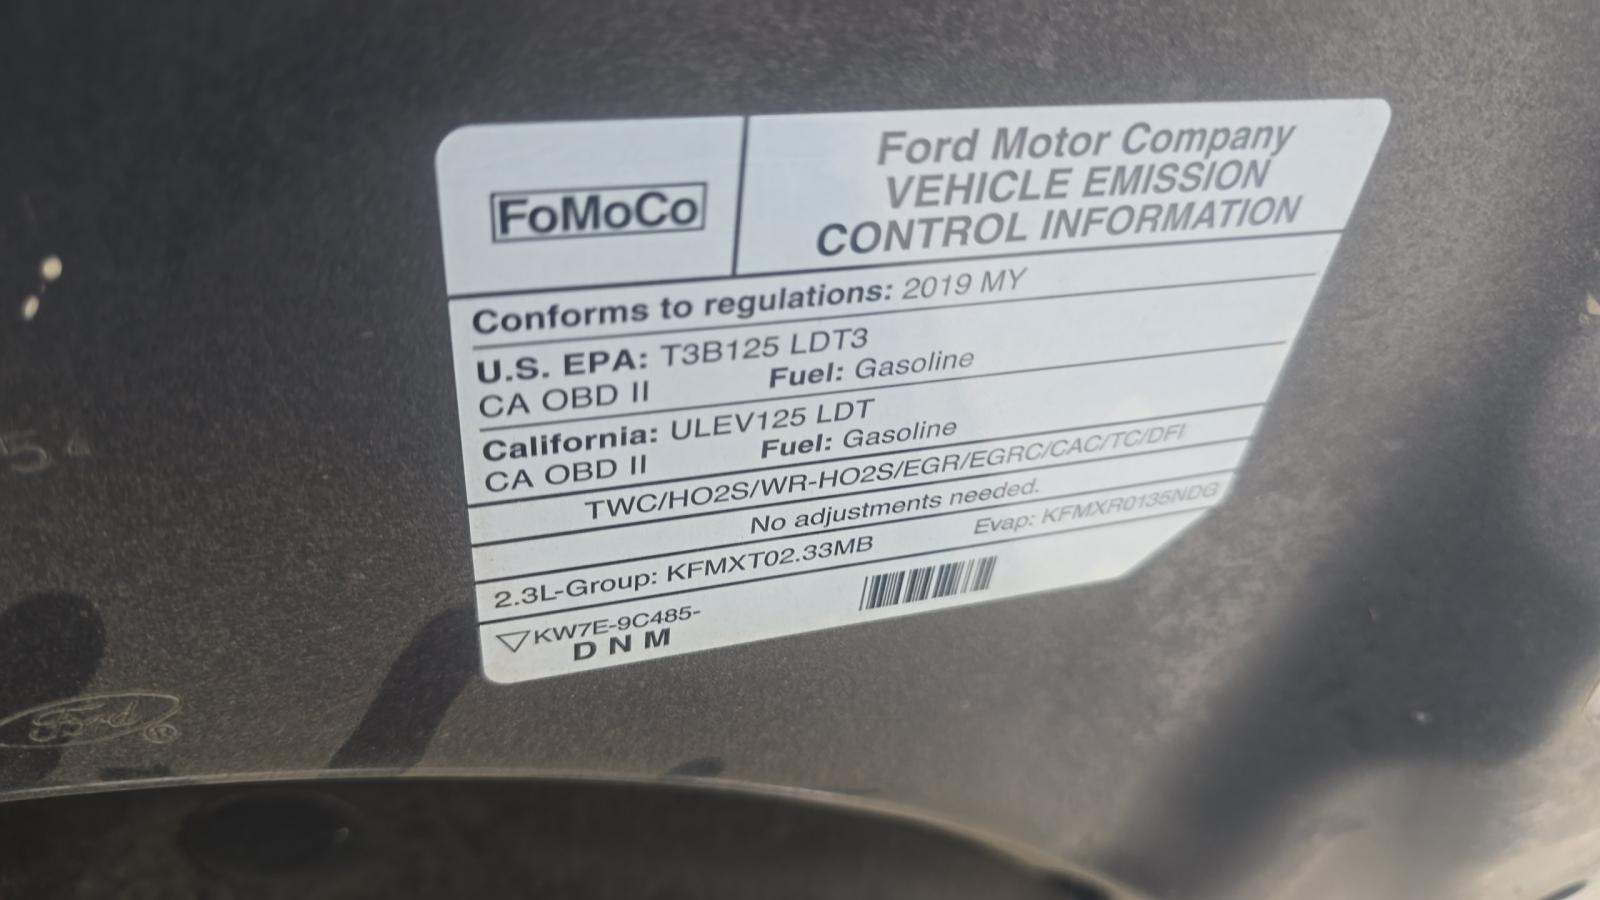 FoMoCo
Ford Motor Company
VEHICLE EMISSION
CONTROL INFORMATION
Conforms to regulations: 2019 MY
U.S. EPA: T3B125 LDT3
CA OBD II Fuel: Gasoline
California: ULEV125 LDT
CA OBD II Fuel: Gasoline
TWC/HO2S/WR-HO2S/EGR/EGRC/CAC/TC/DFI
No adjustments needed.
2.3L-Group: KFMXT02.33MB Evap: KFMXR0135NDG
KW7E-9C485-
D N M
Ford